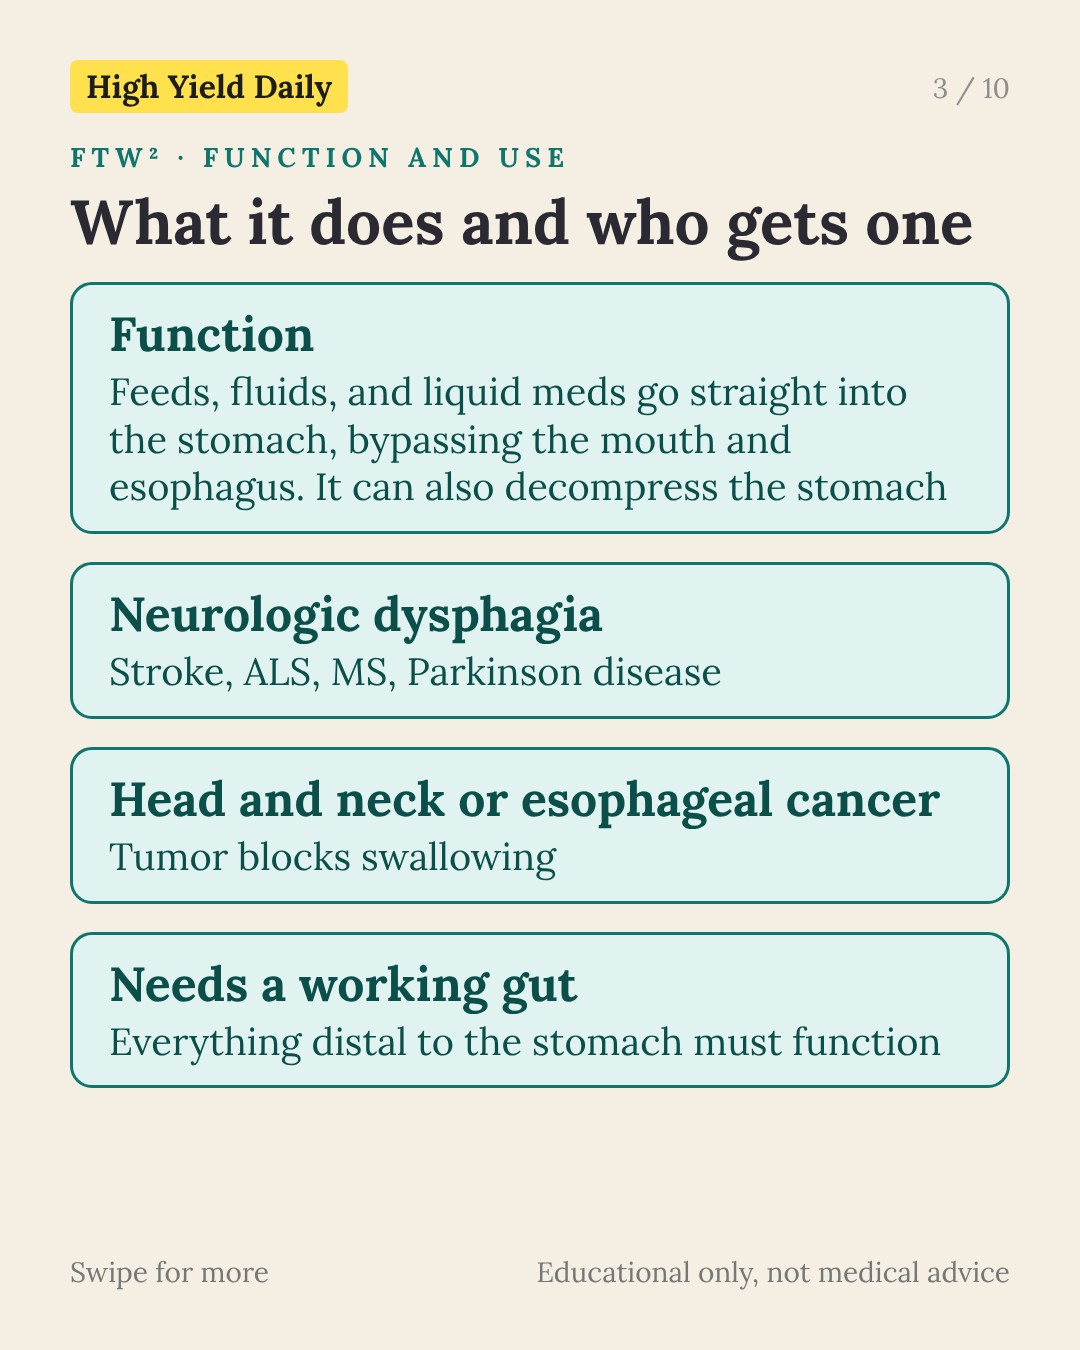 High Yield Daily
3 / 10
FTW² · FUNCTION AND USE
What it does and who gets one
Function
Feeds, fluids, and liquid meds go straight into
the stomach, bypassing the mouth and
esophagus. It can also decompress the stomach
Neurologic dysphagia
Stroke, ALS, MS, Parkinson disease
Head and neck or esophageal cancer
Tumor blocks swallowing
Needs a working gut
Everything distal to the stomach must function
Swipe for more
Educational only, not medical advice